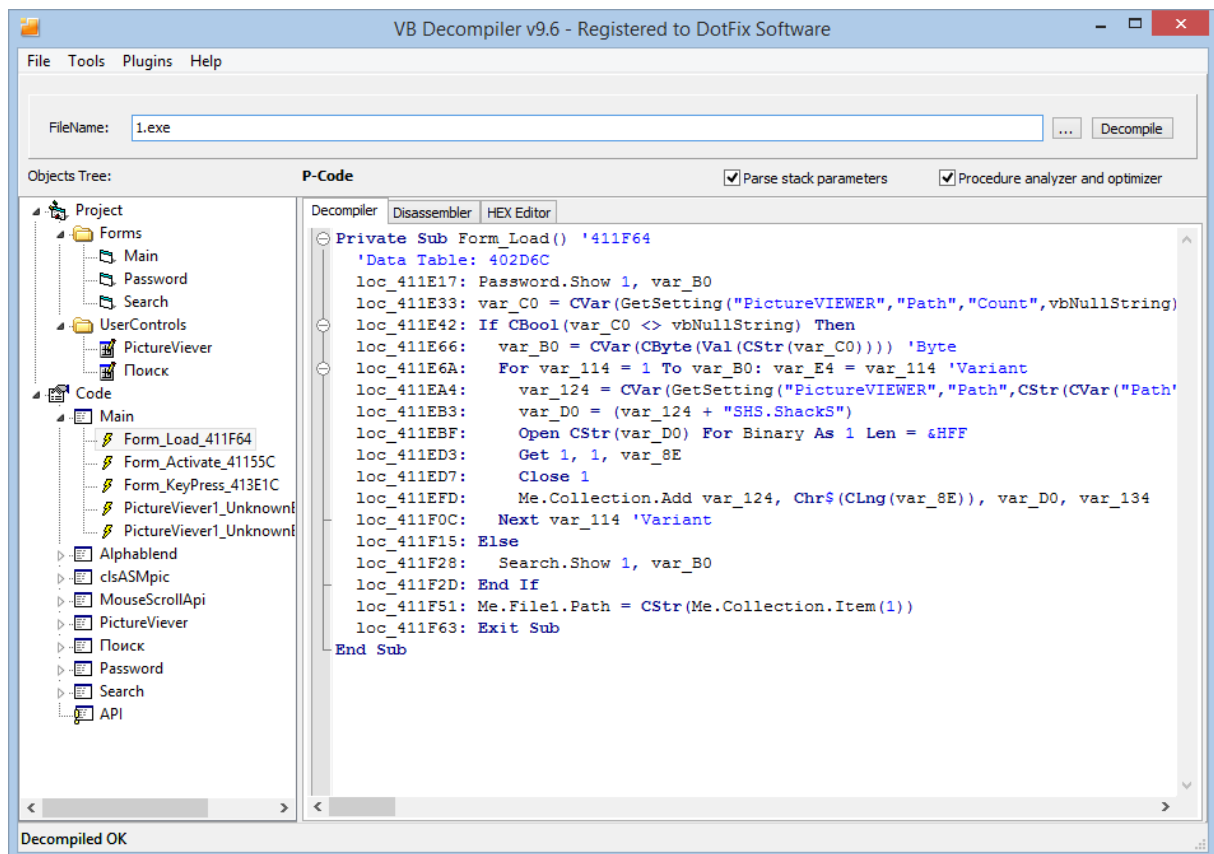 VB Decompiler v9.6 - Registered to DotFix Software
File Tools Plugins Help
FileName: 1.exe ... Decompile
Objects Tree: P-Code Parse stack parameters Procedure analyzer and optimizer
Project
Forms
Main
Password
Search
UserControls
PictureViever
Поиск
Code
Main
Form_Load_411F64
Form_Activate_41155C
Form_KeyPress_413E1C
PictureViever1_UnknownE
PictureViever1_UnknownE
Alphablend
clsASMpic
MouseScrollApi
PictureViever
Поиск
Password
Search
API
Decompiler Disassembler HEX Editor
Private Sub Form_Load() '411F64
'Data Table: 402D6C
loc_411E17: Password.Show 1, var_B0
loc_411E33: var_C0 = CVar(GetSetting("PictureVIEWER","Path","Count",vbNullString)
loc_411E42: If CBool(var_C0 <> vbNullString) Then
loc_411E66: var_B0 = CVar(CByte(Val(CStr(var_C0)))) 'Byte
loc_411E6A: For var_114 = 1 To var_B0: var_E4 = var_114 'Variant
loc_411EA4: var_124 = CVar(GetSetting("PictureVIEWER","Path",CStr(CVar("Path'
loc_411EB3: var_D0 = (var_124 + "SHS.ShackS")
loc_411EBF: Open CStr(var_D0) For Binary As 1 Len = &HFF
loc_411ED3: Get 1, 1, var_8E
loc_411ED7: Close 1
loc_411EFD: Me.Collection.Add var_124, Chr$(CLng(var_8E)), var_D0, var_134
loc_411F0C: Next var_114 'Variant
loc_411F15: Else
loc_411F28: Search.Show 1, var_B0
loc_411F2D: End If
loc_411F51: Me.File1.Path = CStr(Me.Collection.Item(1))
loc_411F63: Exit Sub
End Sub
Decompiled OK